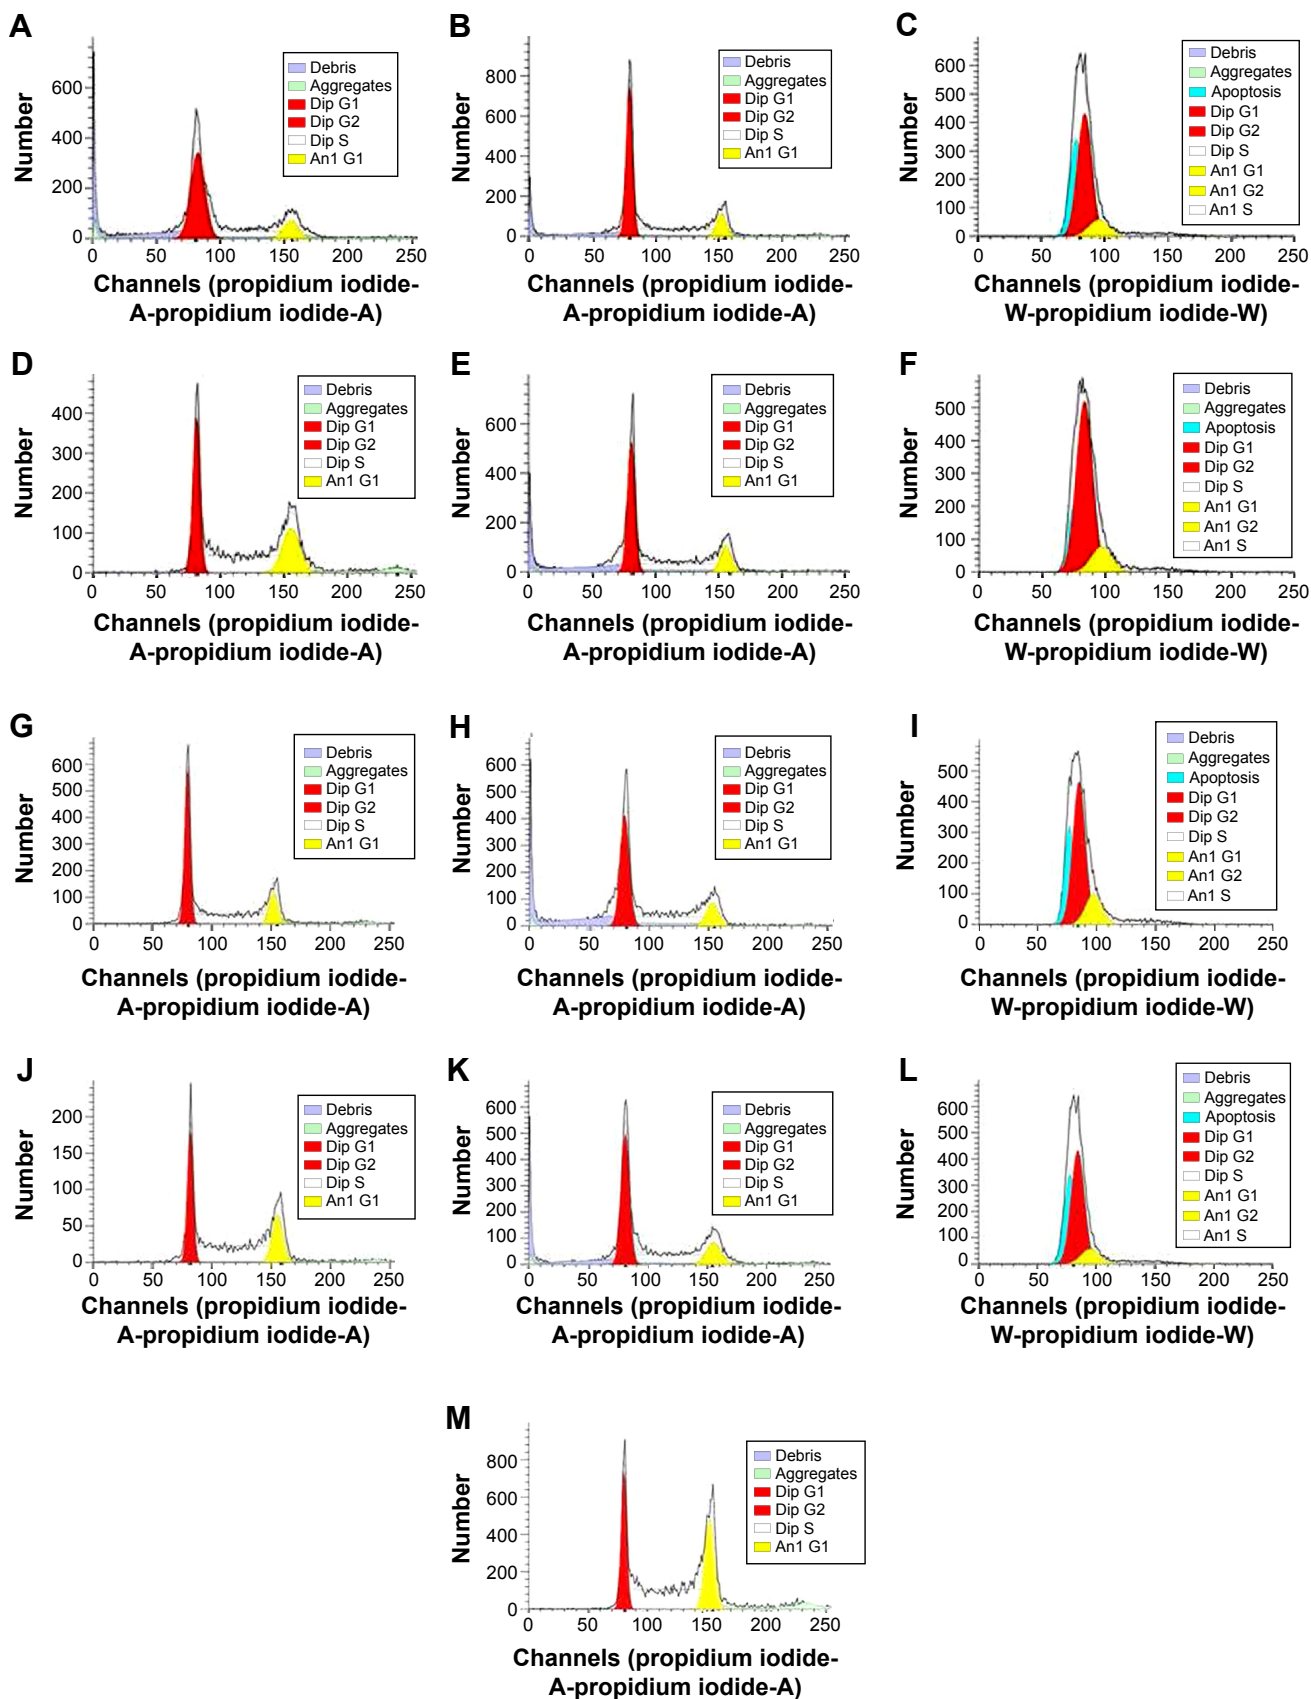 A
Number
600
400
200
0
0 50 100 150 200 250
Debris
Aggregates
Dip G1
Dip G2
Dip S
An1 G1
Channels (propidium iodide-
A-propidium iodide-A)
B
Number
800
600
400
200
0
0 50 100 150 200 250
Debris
Aggregates
Dip G1
Dip G2
Dip S
An1 G1
Channels (propidium iodide-
A-propidium iodide-A)
C
Number
600
500
400
300
200
100
0
0 50 100 150 200 250
Debris
Aggregates
Apoptosis
Dip G1
Dip G2
Dip S
An1 G1
An1 G2
An1 S
Channels (propidium iodide-
W-propidium iodide-W)
D
Number
400
300
200
100
0
0 50 100 150 200 250
Debris
Aggregates
Dip G1
Dip G2
Dip S
An1 G1
Channels (propidium iodide-
A-propidium iodide-A)
E
Number
600
400
200
0
0 50 100 150 200 250
Debris
Aggregates
Dip G1
Dip G2
Dip S
An1 G1
Channels (propidium iodide-
A-propidium iodide-A)
F
Number
500
400
300
200
100
0
0 50 100 150 200 250
Debris
Aggregates
Apoptosis
Dip G1
Dip G2
Dip S
An1 G1
An1 G2
An1 S
Channels (propidium iodide-
W-propidium iodide-W)
G
Number
600
500
400
300
200
100
0
0 50 100 150 200 250
Debris
Aggregates
Dip G1
Dip G2
Dip S
An1 G1
Channels (propidium iodide-
A-propidium iodide-A)
H
Number
600
500
400
300
200
100
0
0 50 100 150 200 250
Debris
Aggregates
Dip G1
Dip G2
Dip S
An1 G1
Channels (propidium iodide-
A-propidium iodide-A)
I
Number
500
400
300
200
100
0
0 50 100 150 200 250
Debris
Aggregates
Apoptosis
Dip G1
Dip G2
Dip S
An1 G1
An1 G2
An1 S
Channels (propidium iodide-
W-propidium iodide-W)
J
Number
200
150
100
50
0
0 50 100 150 200 250
Debris
Aggregates
Dip G1
Dip G2
Dip S
An1 G1
Channels (propidium iodide-
A-propidium iodide-A)
K
Number
600
500
400
300
200
100
0
0 50 100 150 200 250
Debris
Aggregates
Dip G1
Dip G2
Dip S
An1 G1
Channels (propidium iodide-
A-propidium iodide-A)
L
Number
600
500
400
300
200
100
0
0 50 100 150 200 250
Debris
Aggregates
Apoptosis
Dip G1
Dip G2
Dip S
An1 G1
An1 G2
An1 S
Channels (propidium iodide-
W-propidium iodide-W)
M
Number
800
600
400
200
0
0 50 100 150 200 250
Debris
Aggregates
Dip G1
Dip G2
Dip S
An1 G1
Channels (propidium iodide-
A-propidium iodide-A)